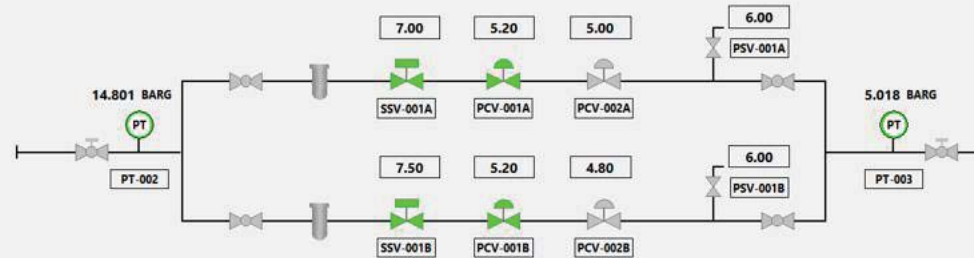 7.00 5.20 5.00 6.00
PSV-001A
14.801 BARG SSV-001A PCV-001A PCV-002A 5.018 BARG
PT PT
7.50 5.20 4.80 6.00
PT-002 PSV-001B PT-003
SSV-001B PCV-001B PCV-002B